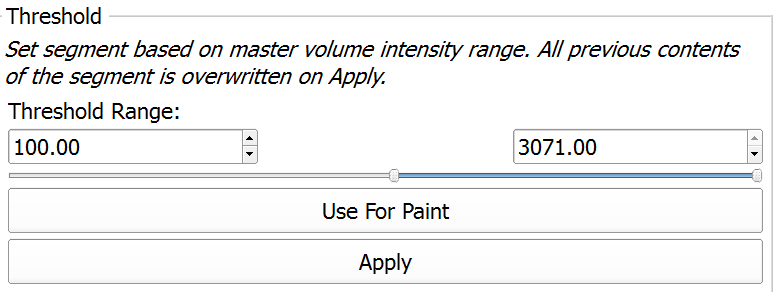 Threshold
Set segment based on master volume intensity range. All previous contents
of the segment is overwritten on Apply.
Threshold Range:
100.00 3071.00
Use For Paint
Apply